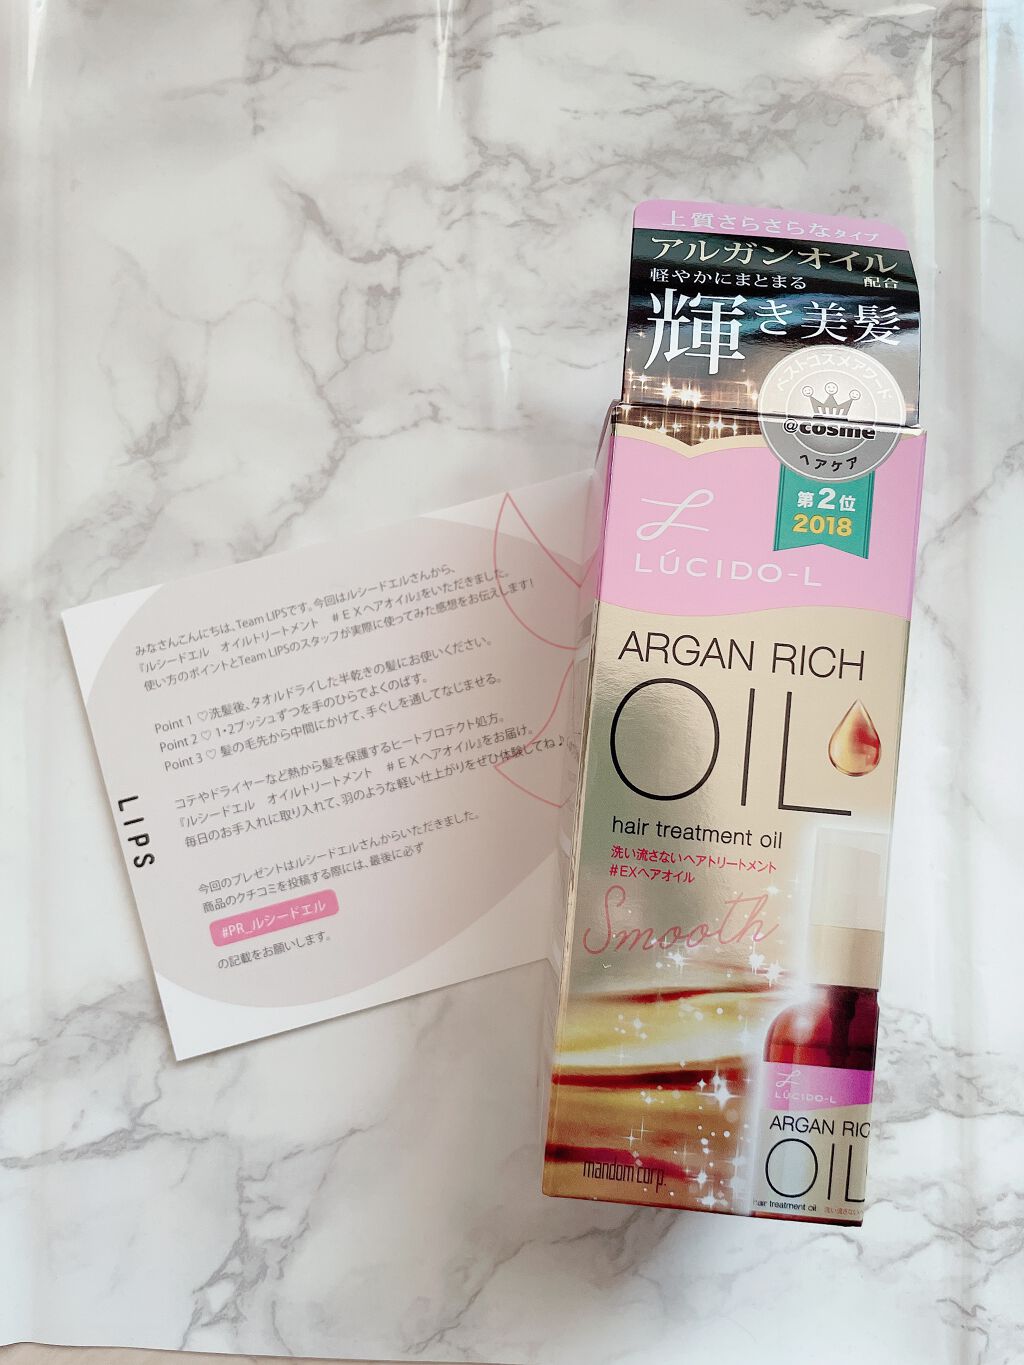 上質さらさらなタイプ
アルガンオイル
配合
軽やかにまとまる
輝き美髪
ベストコスメアワード
@cosme
ヘアケア
第2位
2018
LÚCIDO-L
ARGAN RICH
OIL
hair treatment oil
洗い流さないヘアトリートメント
#EXヘアオイル
Smooth
LÚCIDO-L
ARGAN RIC
OIL
hair treatment oil
洗い流さないヘ
mandom corp.
みなさんこんにちは、Team LIPSです。今回はルシードエルさんから、
『ルシードエル オイルトリートメント #EXヘアオイル』をいただきました。
使い方のポイントとTeam LIPSのスタッフが実際に使ってみた感想をお伝えします!
Point 1 ♡洗髪後、タオルドライした半乾きの髪にお使いください。
Point 2 ♡ 1・2プッシュずつを手のひらでよくのばす。
Point 3 ♡ 髪の毛先から中間にかけて、手ぐしを通してなじませる。
コテやドライヤーなど熱から髪を保護するヒートプロテクト処方。
『ルシードエル オイルトリートメント #EXヘアオイル』をお届け。
毎日のお手入れに取り入れて、羽のような軽い仕上がりをぜひ体験してね♪
今回のプレゼントはルシードエルさんからいただきました。
商品のクチコミを投稿する際には、最後に必ず
#PR_ルシードエル
の記載をお願いします。
LIPS